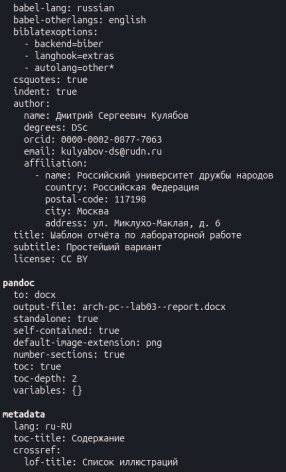 babel-lang: russian
babel-otherlangs: english
biblatexoptions:
- backend=biber
- langhook=extras
- autolang=other*
csquotes: true
indent: true
author:
name: Дмитрий Сергеевич Кулябов
degrees: DSc
orcid: 0000-0002-0877-7063
email: kulyabov-ds@rudn.ru
affiliation:
- name: Российский университет дружбы народов
country: Российская Федерация
postal-code: 117198
city: Москва
address: ул. Миклухо-Маклая, д. 6
title: Шаблон отчёта по лабораторной работе
subtitle: Простейший вариант
license: CC BY
pandoc
to: docx
output-file: arch-pc--lab03--report.docx
standalone: true
self-contained: true
default-image-extension: png
number-sections: true
toc: true
toc-depth: 2
variables: {}
metadata
lang: ru-RU
toc-title: Содержание
crossref:
lof-title: Список иллюстраций